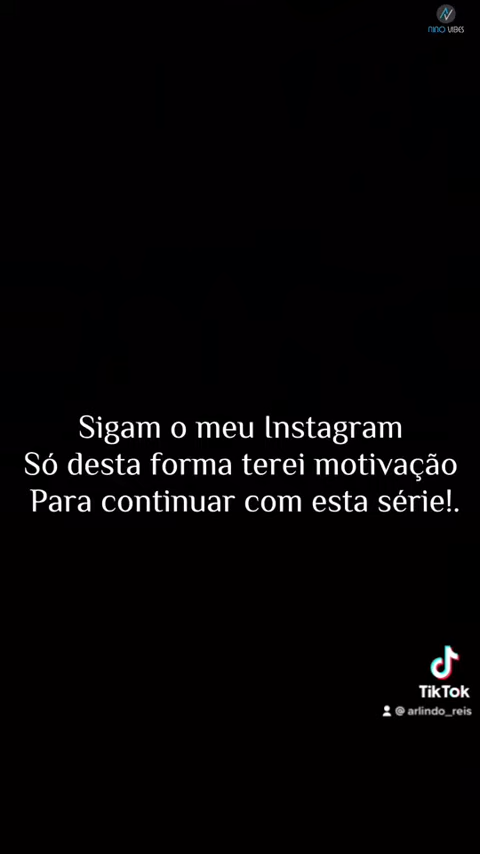 NINO VIBES
Sigam o meu Instagram
Só desta forma terei motivação
Para continuar com esta série!.
TikTok
@ arlindo_reis